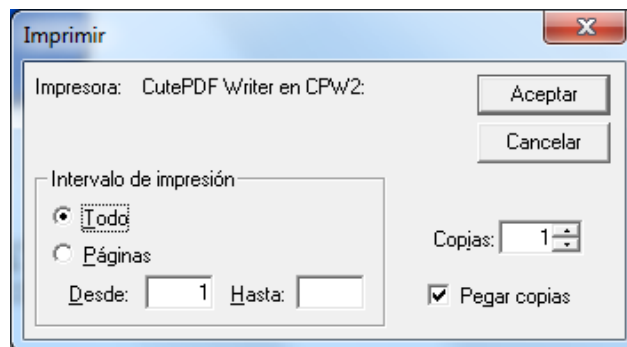 Imprimir
Impresora: CutePDF Writer en CPW2:
Aceptar
Cancelar
Intervalo de impresión
Todo
Páginas
Desde: 1 Hasta:
Copias: 1
Pegar copias